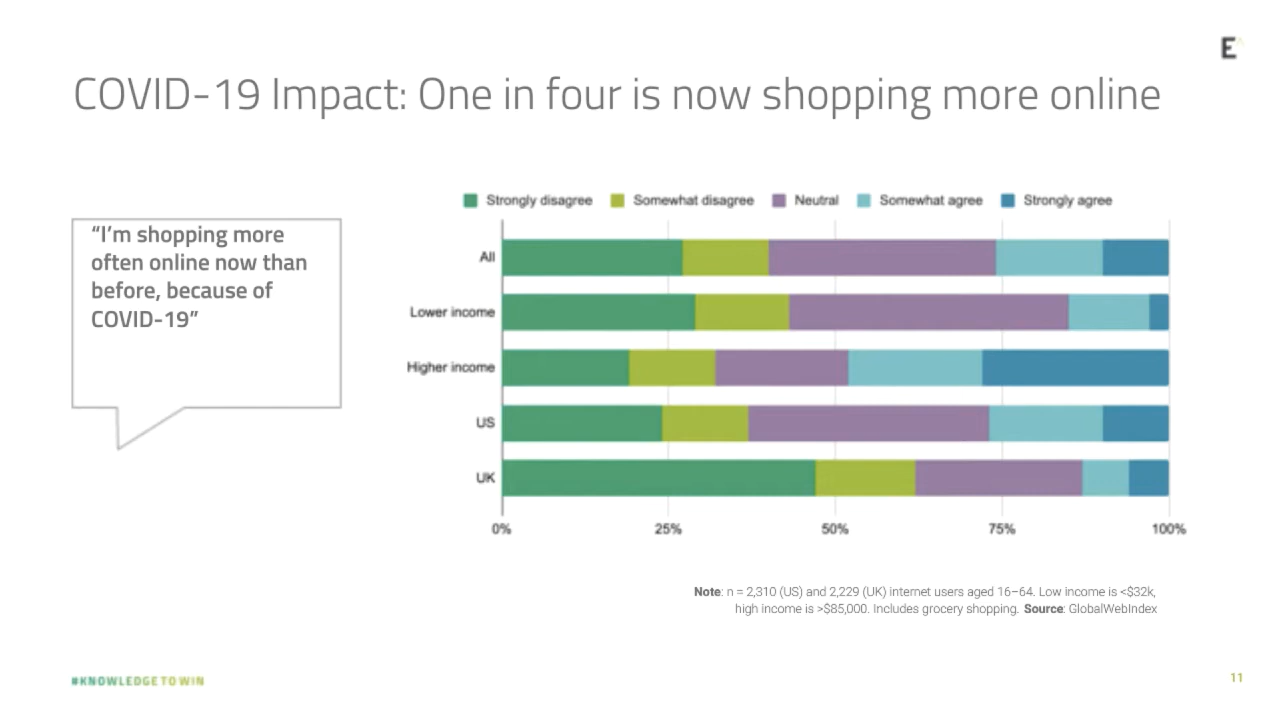 E
COVID-19 Impact: One in four is now shopping more online
“I’m shopping more
often online now than
before, because of
COVID-19”
Strongly disagree Somewhat disagree Neutral Somewhat agree Strongly agree
All
Lower income
Higher income
US
UK
0% 25% 50% 75% 100%
Note: n = 2,310 (US) and 2,229 (UK) internet users aged 16–64. Low income is <$32k,
high income is >$85,000. Includes grocery shopping. Source: GlobalWebIndex
#KNOWLEDGETOWIN
11